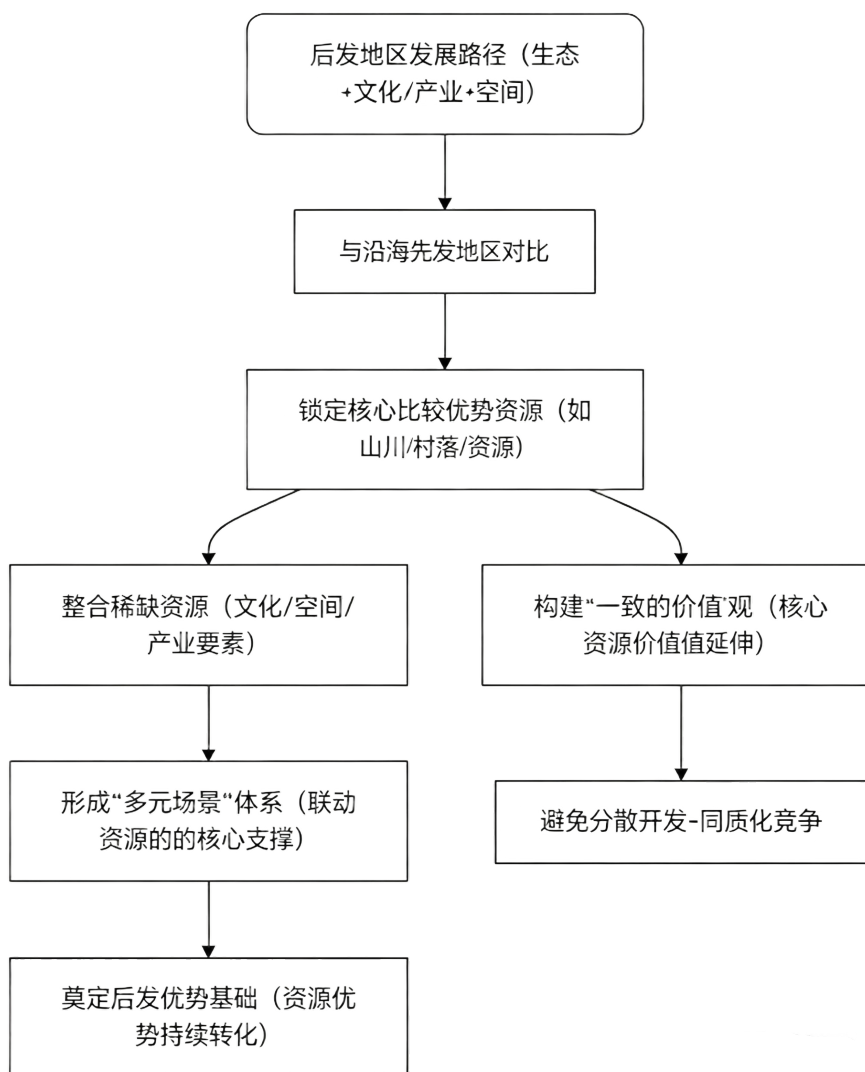 后发地区发展路径（生态
+文化/产业+空间）
与沿海先发地区对比
锁定核心比较优势资源（如
山川/村落/资源）
整合稀缺资源（文化/空间/
产业要素）
构建“一致的价值”观（核心
资源价值值延伸）
形成“多元场景“体系（联动
资源的的核心支撑）
避免分散开发-同质化竞争
莫定后发优势基础（资源优
势持续转化）